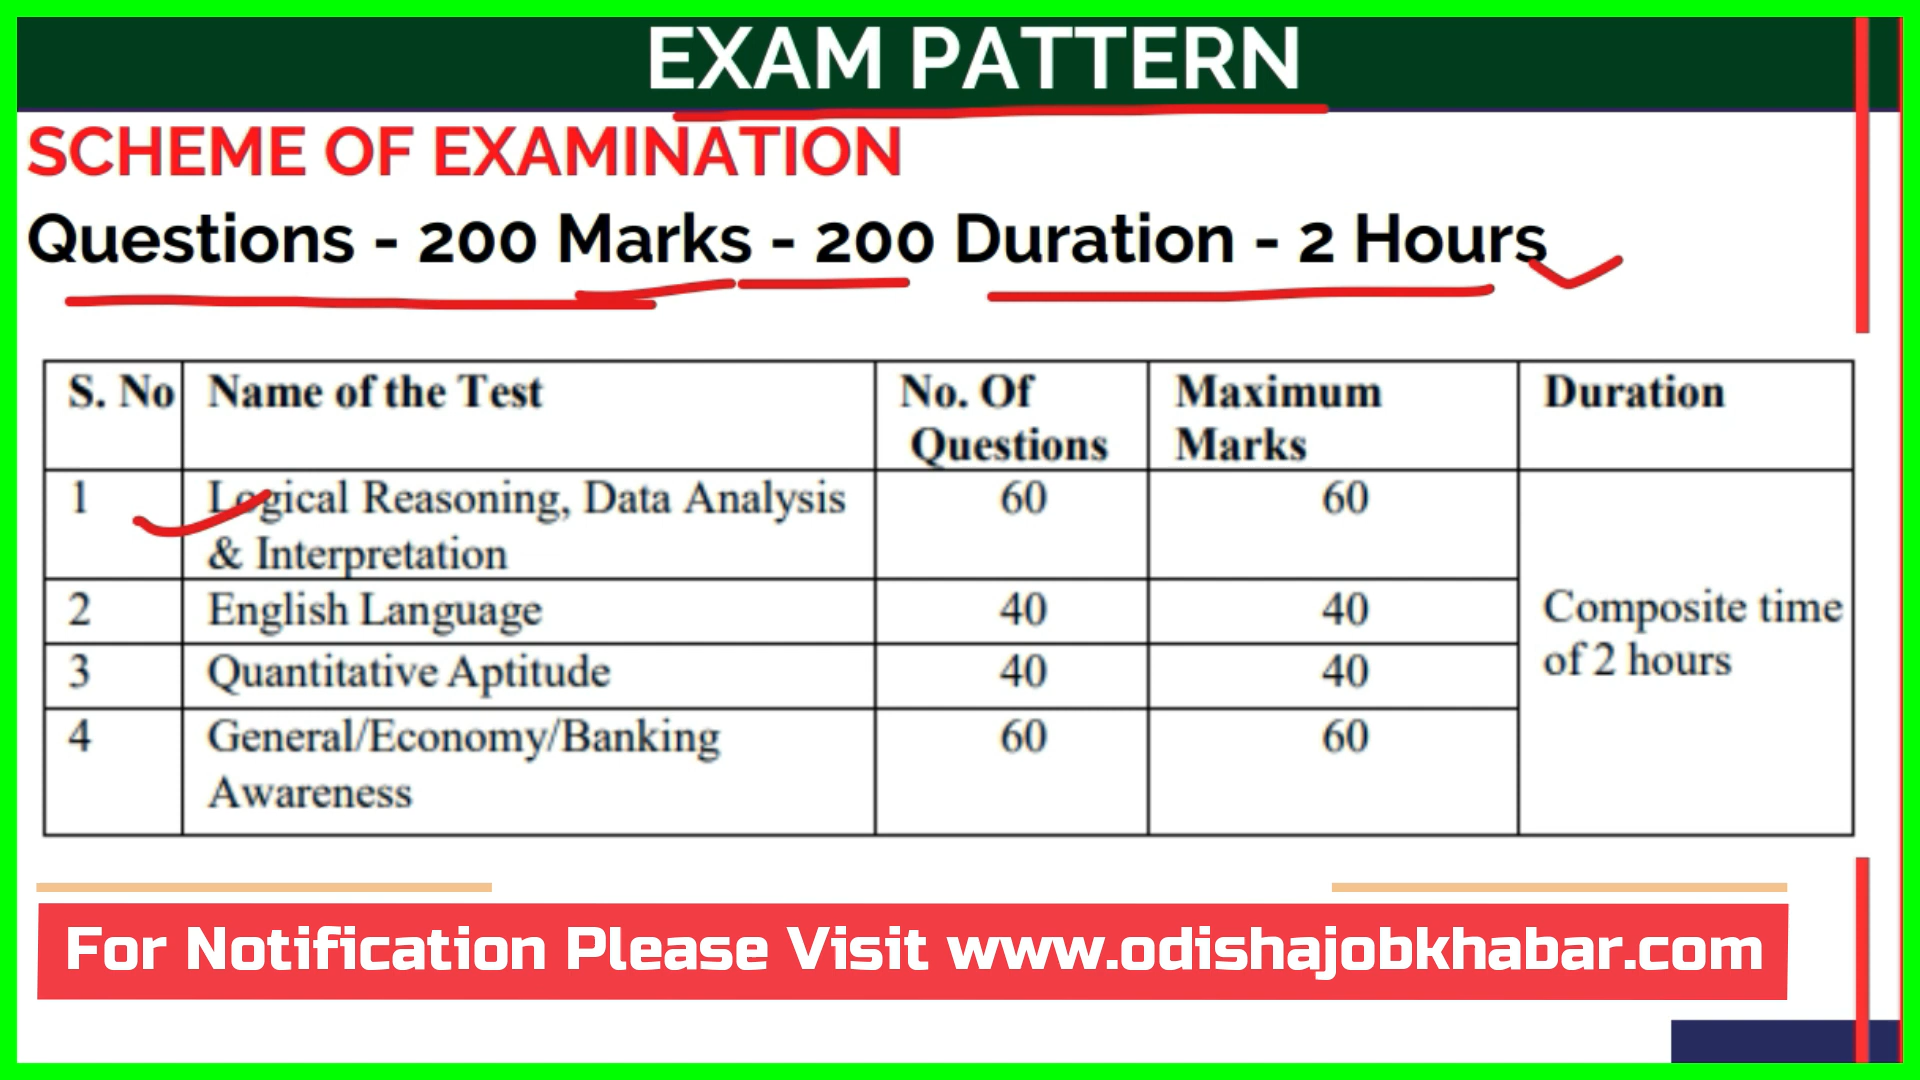 EXAM PATTERN
SCHEME OF EXAMINATION
Questions - 200 Marks - 200 Duration - 2 Hours
S. No Name of the Test No. Of Questions Maximum Marks Duration
1 Logical Reasoning, Data Analysis & Interpretation 60 60 Composite time of 2 hours
2 English Language 40 40
3 Quantitative Aptitude 40 40
4 General/Economy/Banking Awareness 60 60
For Notification Please Visit www.odishajobkhabar.com